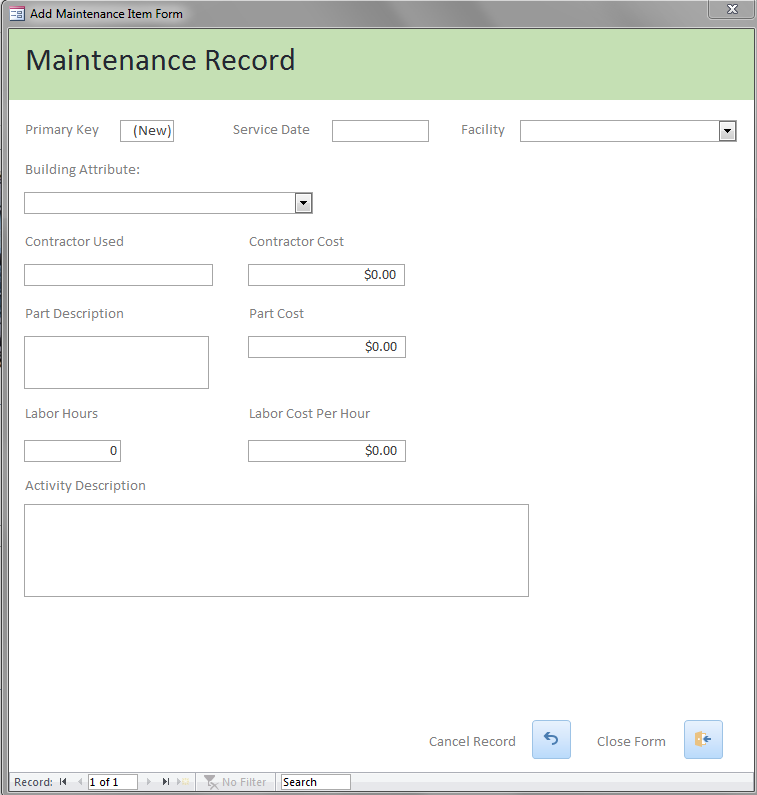 Add Maintenance Item Form
Maintenance Record
Primary Key (New) Service Date Facility
Building Attribute:
Contractor Used Contractor Cost
$0.00
Part Description Part Cost
$0.00
Labor Hours Labor Cost Per Hour
0 $0.00
Activity Description
Cancel Record Close Form
Record: 1 of 1 No Filter Search